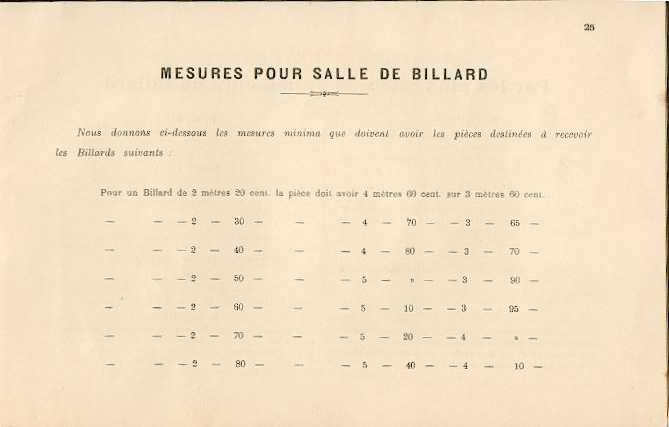 25
MESURES POUR SALLE DE BILLARD
Nous donnons ci-dessous les mesures minima que doivent avoir les pièces destinées à recevoir
les Billards suivants :
Pour un Billard de 2 mètres 20 cent. la pièce doit avoir 4 mètres 60 cent. sur 3 mètres 60 cent.
— — — 2 — 30 — — — 4 — 70 — — 3 — 65 —
— — — 2 — 40 — — — 4 — 80 — — 3 — 70 —
— — — 2 — 50 — — — 5 — » — — 3 — 90 —
— — — 2 — 60 — — — 5 — 10 — — 3 — 95 —
— — — 2 — 70 — — — 5 — 20 — — 4 — » —
— — — 2 — 80 — — — 5 — 40 — — 4 — 10 —